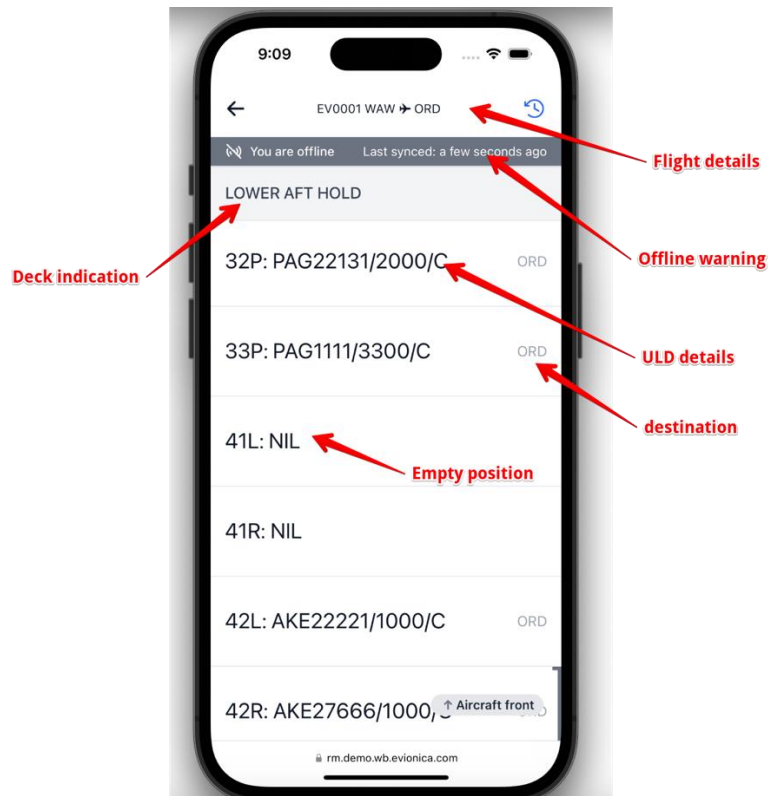 9:09
EV0001 WAW ✈ ORD
Flight details
You are offline Last synced: a few seconds ago
LOWER AFT HOLD
Offline warning
Deck indication
32P: PAG22131/2000/C ORD
ULD details
33P: PAG1111/3300/C ORD
destination
41L: NIL
Empty position
41R: NIL
42L: AKE22221/1000/C ORD
42R: AKE27666/1000/
↑ Aircraft front
rm.demo.wb.evionica.com